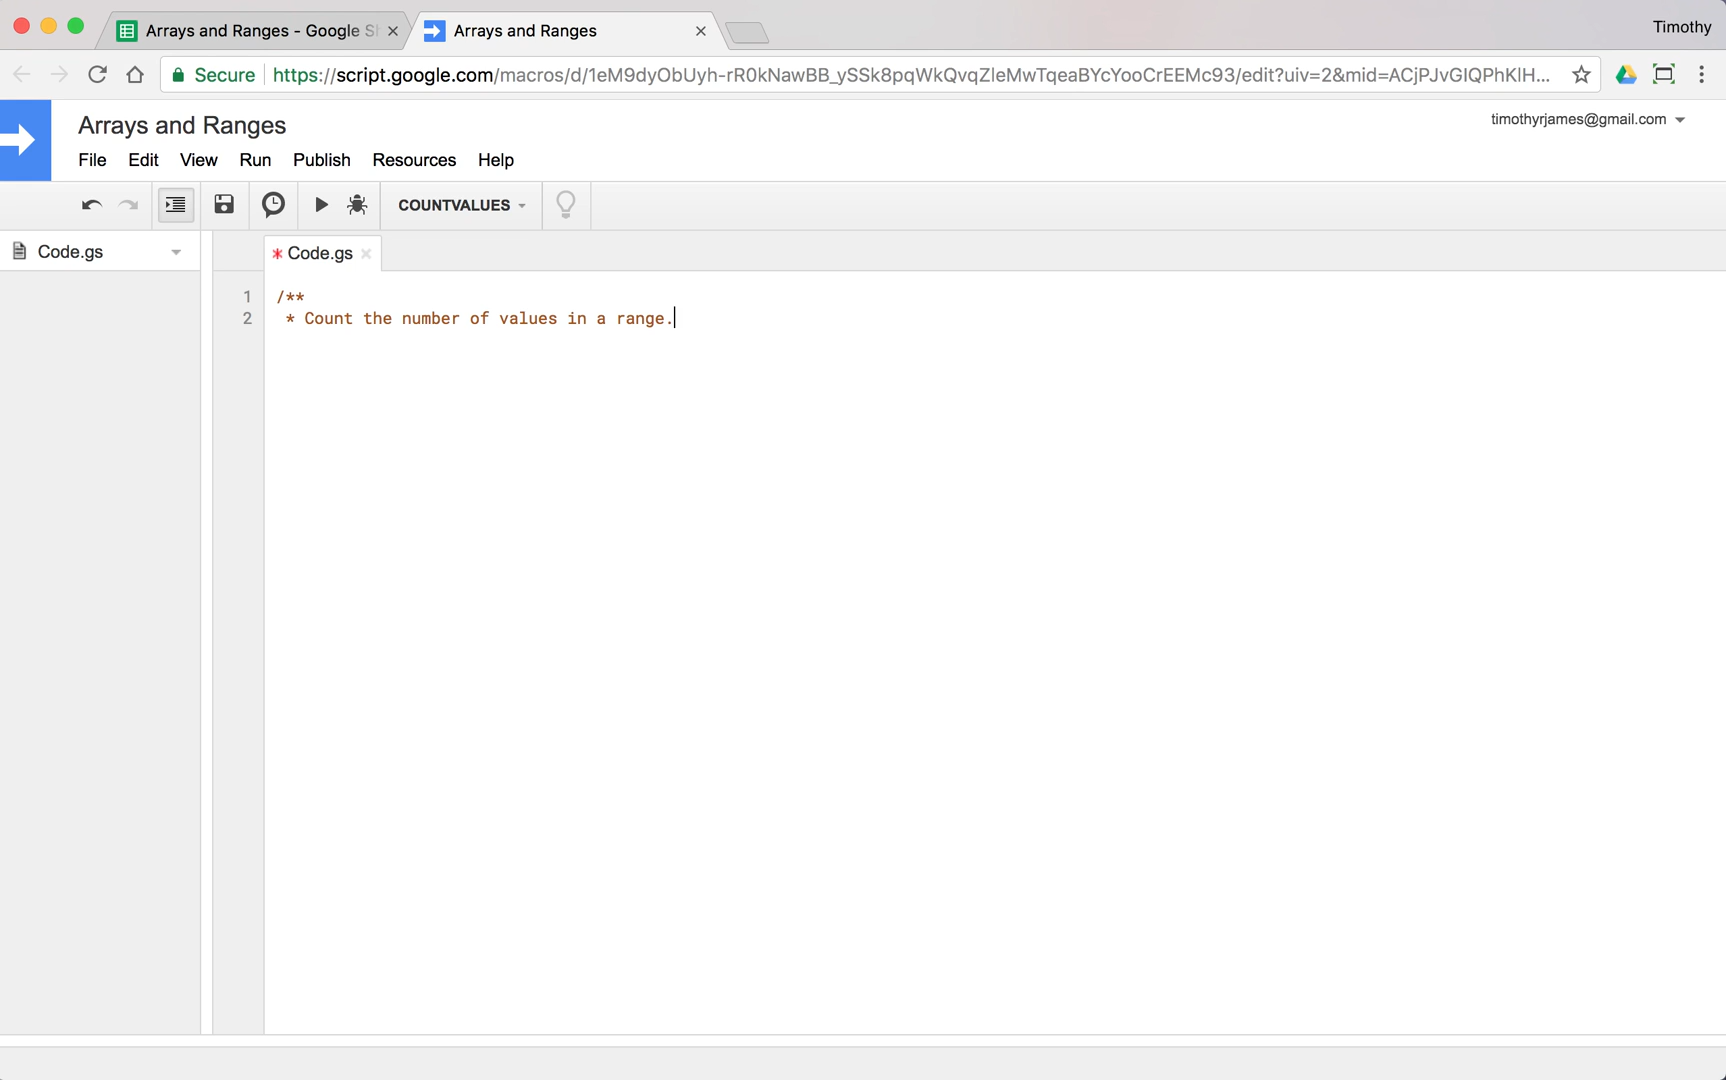 Arrays and Ranges - Google S
Arrays and Ranges
Timothy
Secure https://script.google.com/macros/d/1eM9dyObUyh-rR0kNawBB_ySSk8pqWkQvqZleMwTqeaBYcYooCrEEMc93/edit?uiv=2&mid=ACjPJvGIQPhKlH...
Arrays and Ranges
timothyrjames@gmail.com
File Edit View Run Publish Resources Help
COUNTVALUES
Code.gs
* Code.gs
1 /**
2 * Count the number of values in a range.